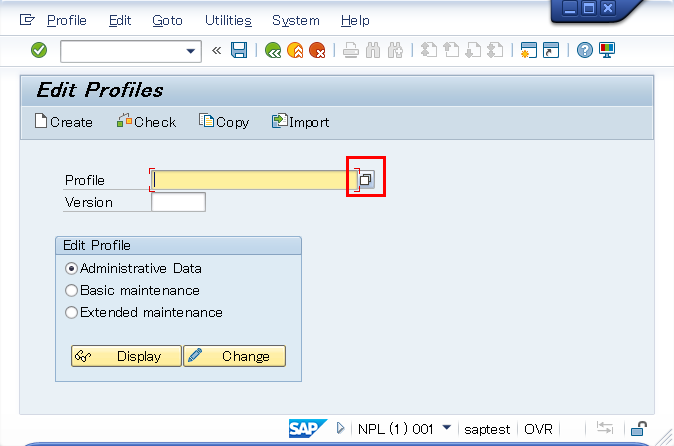 Profile Edit Goto Utilities System Help
Edit Profiles
Create Check Copy Import
Profile
Version
Edit Profile
Administrative Data
Basic maintenance
Extended maintenance
Display Change
SAP NPL (1) 001 saptest OVR